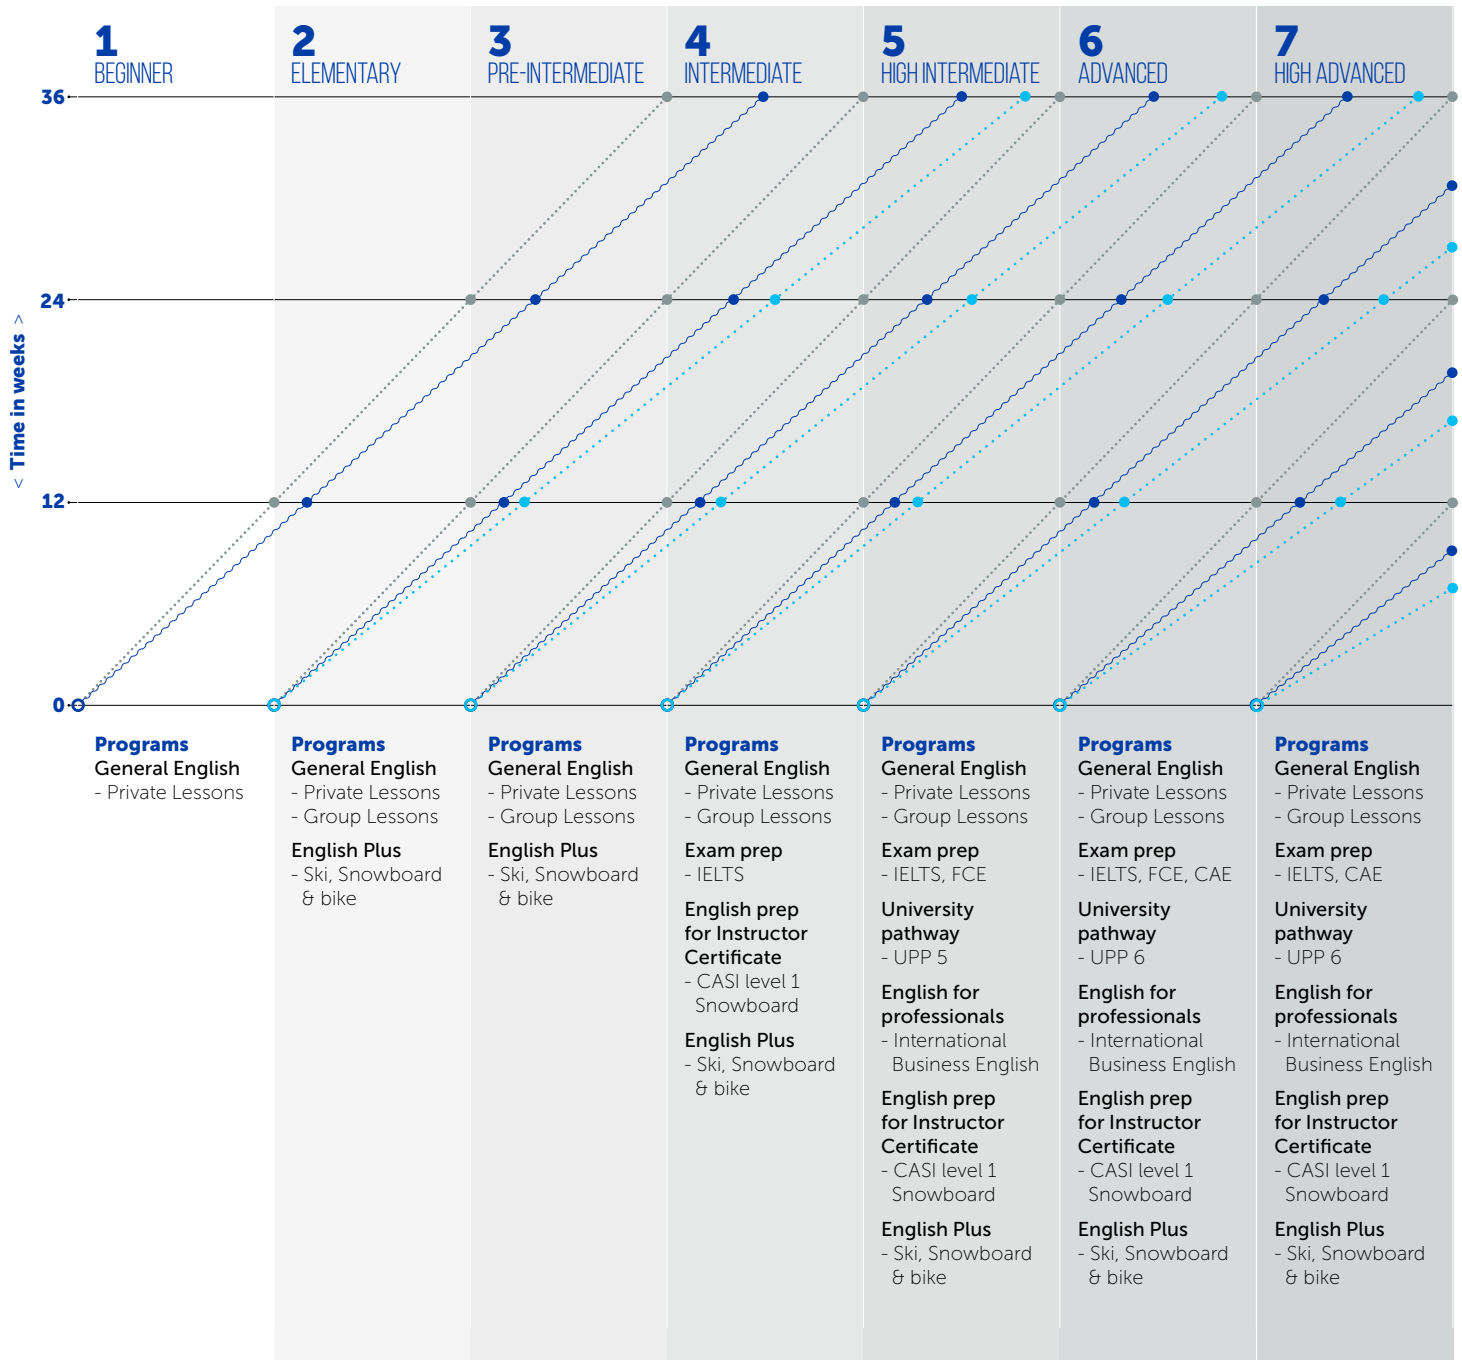 1
BEGINNER
2
ELEMENTARY
3
PRE-INTERMEDIATE
4
INTERMEDIATE
5
HIGH INTERMEDIATE
6
ADVANCED
7
HIGH ADVANCED
36
24
12
0
< Time in weeks >
Programs
General English
- Private Lessons
Programs
General English
- Private Lessons
- Group Lessons
English Plus
- Ski, Snowboard
& bike
Programs
General English
- Private Lessons
- Group Lessons
English Plus
- Ski, Snowboard
& bike
Programs
General English
- Private Lessons
- Group Lessons
Exam prep
- IELTS
English prep
for Instructor
Certificate
- CASI level 1
Snowboard
English Plus
- Ski, Snowboard
& bike
Programs
General English
- Private Lessons
- Group Lessons
Exam prep
- IELTS, FCE
University
pathway
- UPP 5
English for
professionals
- International
Business English
English prep
for Instructor
Certificate
- CASI level 1
Snowboard
English Plus
- Ski, Snowboard
& bike
Programs
General English
- Private Lessons
- Group Lessons
Exam prep
- IELTS, FCE, CAE
University
pathway
- UPP 6
English for
professionals
- International
Business English
English prep
for Instructor
Certificate
- CASI level 1
Snowboard
English Plus
- Ski, Snowboard
& bike
Programs
General English
- Private Lessons
- Group Lessons
Exam prep
- IELTS, CAE
University
pathway
- UPP 6
English for
professionals
- International
Business English
English prep
for Instructor
Certificate
- CASI level 1
Snowboard
English Plus
- Ski, Snowboard
& bike